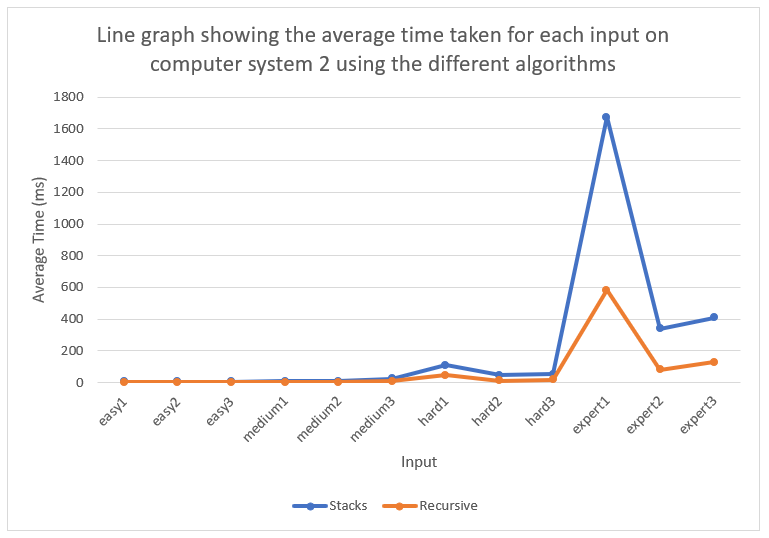 Line graph showing the average time taken for each input on
computer system 2 using the different algorithms
1800
1600
1400
1200
1000
800
600
400
200
0
Average Time (ms)
easy1
easy2
easy3
medium1
medium2
medium3
hard1
hard2
hard3
expert1
expert2
expert3
Input
Stacks Recursive